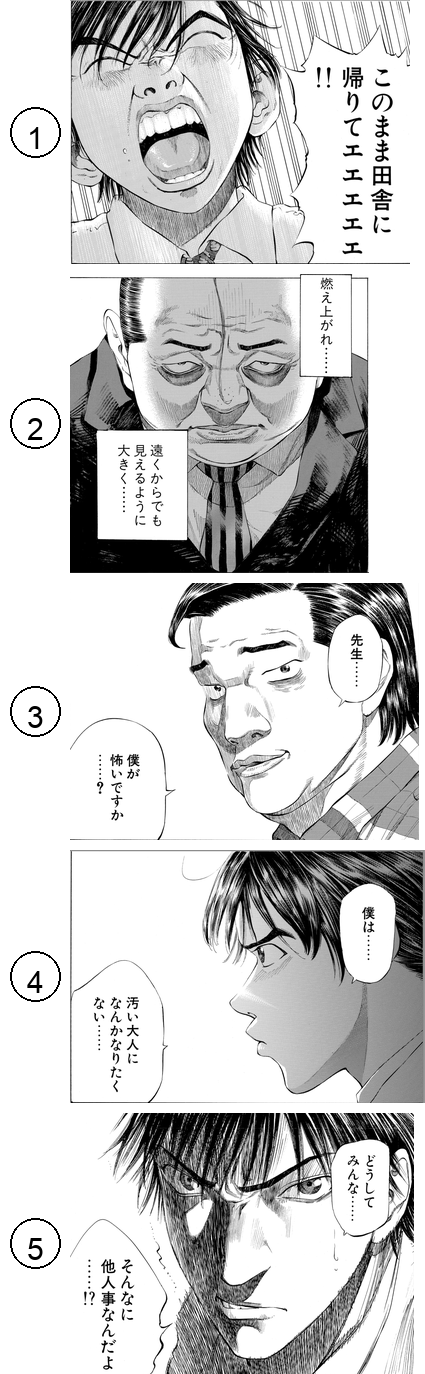 1
このまま田舎に
帰りてエエエエエエ
!!
2
燃え上がれ……
遠くからでも
見えるように
大きく……
3
先生……
僕が
怖いですか
……?
4
僕は……
汚い大人に
なんかなりたく
ない……
5
どうして
みんな……
そんなに
他人事なんだよ
……!?